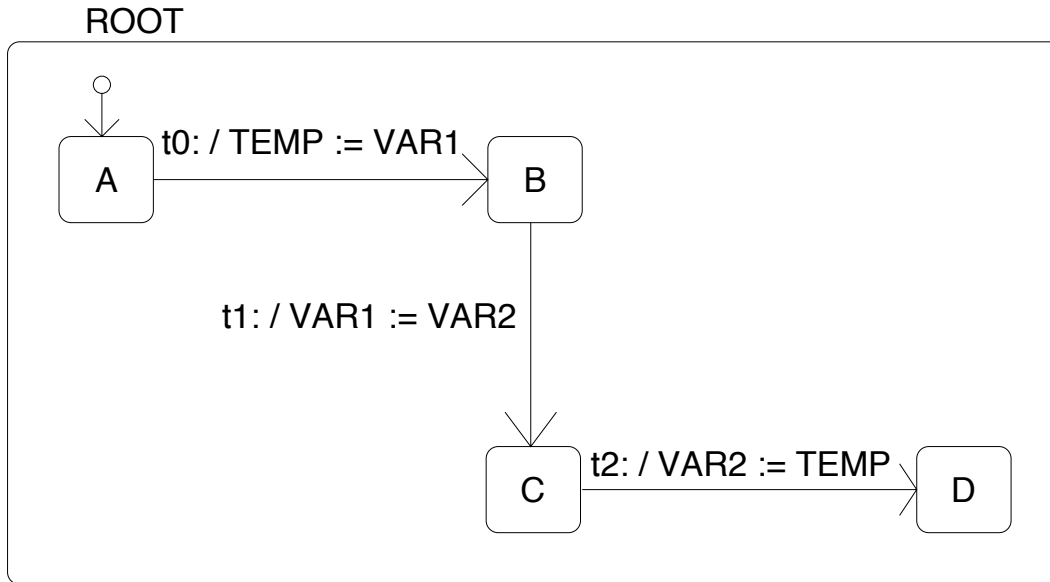 ROOT
t0: / TEMP := VAR1
A
B
t1: / VAR1 := VAR2
t2: / VAR2 := TEMP
C
D